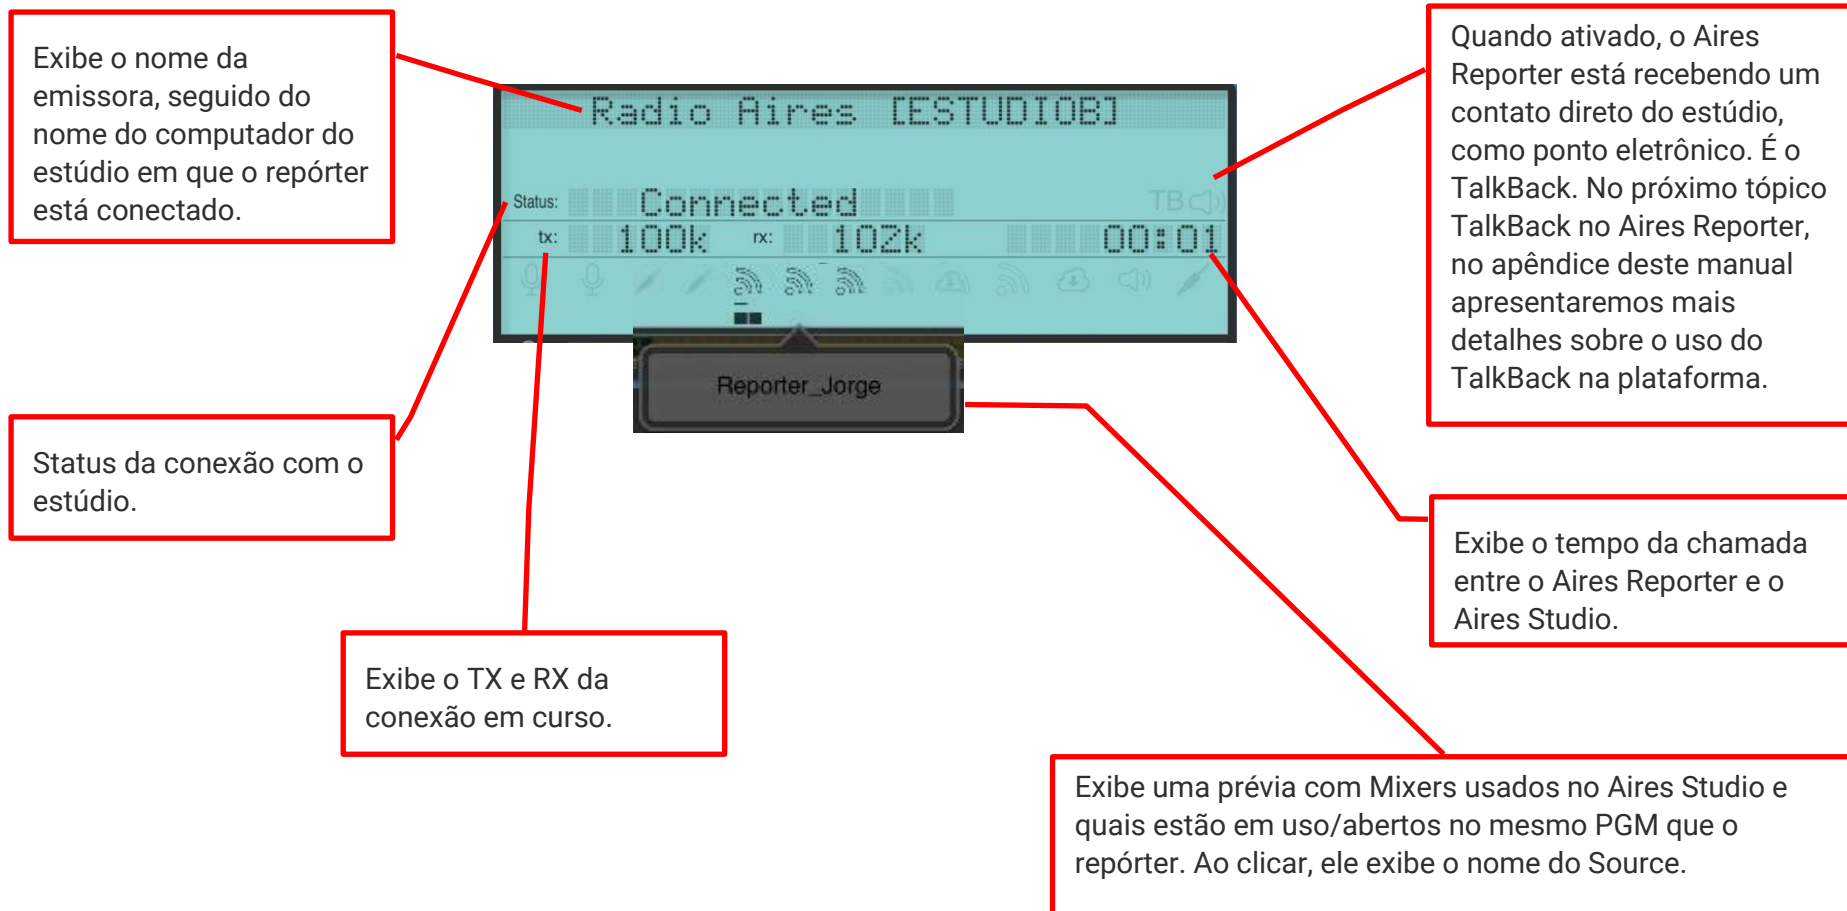 Exibe o nome da
emissora, seguido do
nome do computador do
estúdio em que o repórter
está conectado.
Radio Aires [ESTUDIOB]
Status: Connected TB
tx: 100k rx: 102k 00:01
Reporter_Jorge
Quando ativado, o Aires
Reporter está recebendo um
contato direto do estúdio,
como ponto eletrônico. É o
TalkBack. No próximo tópico
TalkBack no Aires Reporter,
no apêndice deste manual
apresentaremos mais
detalhes sobre o uso do
TalkBack na plataforma.
Status da conexão com o
estúdio.
Exibe o tempo da chamada
entre o Aires Reporter e o
Aires Studio.
Exibe o TX e RX da
conexão em curso.
Exibe uma prévia com Mixers usados no Aires Studio e
quais estão em uso/abertos no mesmo PGM que o
repórter. Ao clicar, ele exibe o nome do Source.